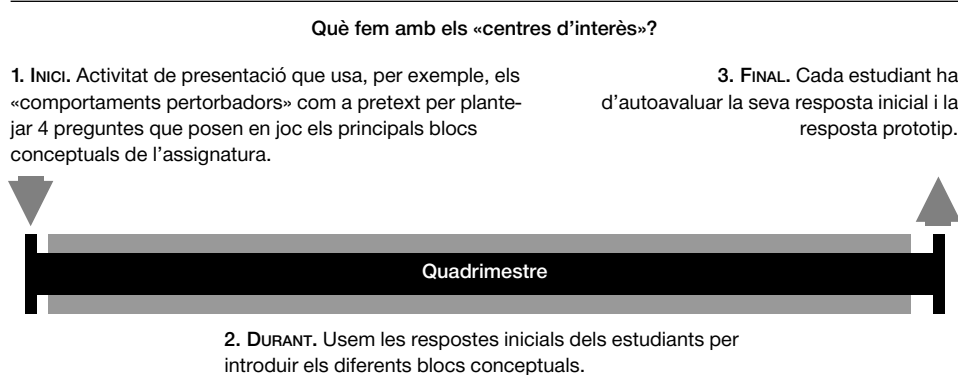 Què fem amb els «centres d’interès»?
1. Inici. Activitat de presentació que usa, per exemple, els
«comportaments pertorbadors» com a pretext per plante-
jar 4 preguntes que posen en joc els principals blocs
conceptuals de l’assignatura.
3. Final. Cada estudiant ha
d’autoavaluar la seva resposta inicial i la
resposta prototip.
Quadrimestre
2. Durant. Usem les respostes inicials dels estudiants per
introduir els diferents blocs conceptuals.